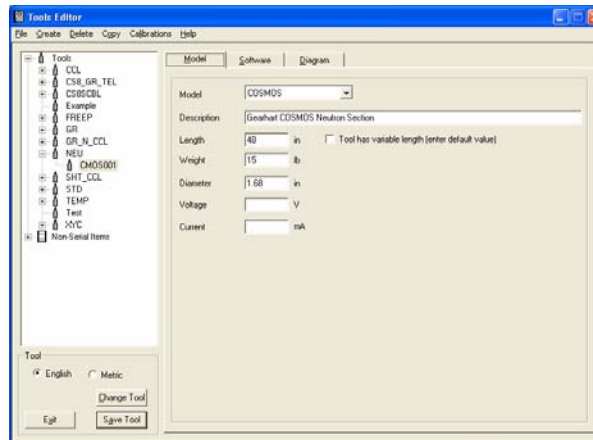 Tools Editor
File Create Delete Copy Calibrations Help
Tools
CCL
CS8_GR_TEL
Example
FREEP
GR
GR_N_CCL
NEU
CMOS001
SHT_CCL
STD
TEMP
Test
XYC
Non-Serial Items
Tool
English Metric
Change Tool
Exit Save Tool
Model Software Diagram
Model COSMOS
Description Gearhart COSMOS Neutron Section
Length in Tool has variable length (enter default value)
Weight 15 lb
Diameter 1.68 in
Voltage V
Current mA